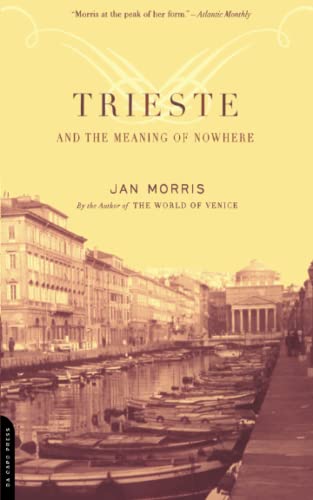 "Morris at the peak of her form."—Atlantic Monthly
TRIESTE
AND THE MEANING OF NOWHERE
JAN MORRIS
By the Author of THE WORLD OF VENICE
DA CAPO PRESS